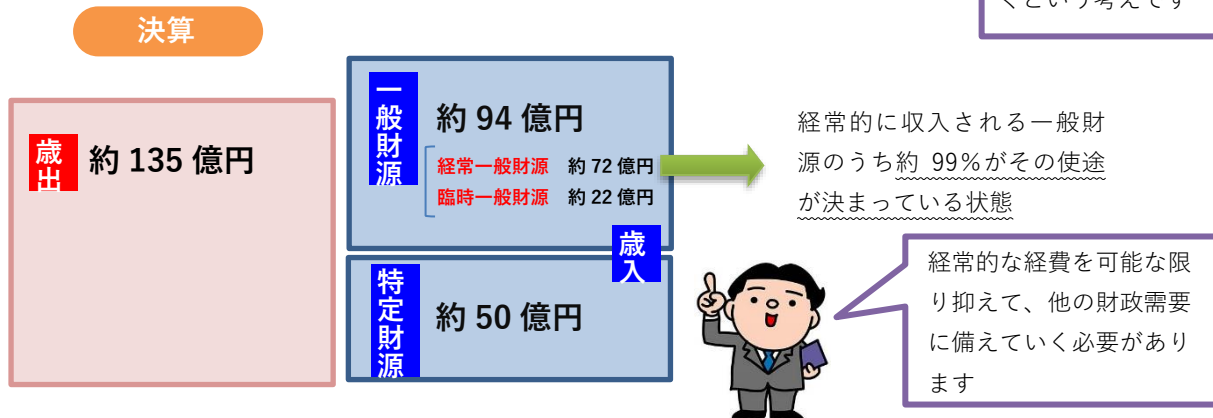 くという考えです
決算
歳出
約 135 億円
一般財源
約 94 億円
経常一般財源 約 72 億円
臨時一般財源 約 22 億円
歳入
特定財源
約 50 億円
経常的に収入される一般財
源のうち約 99%がその使途
が決まっている状態
経常的な経費を可能な限
り抑えて、他の財政需要
に備えていく必要があり
ます